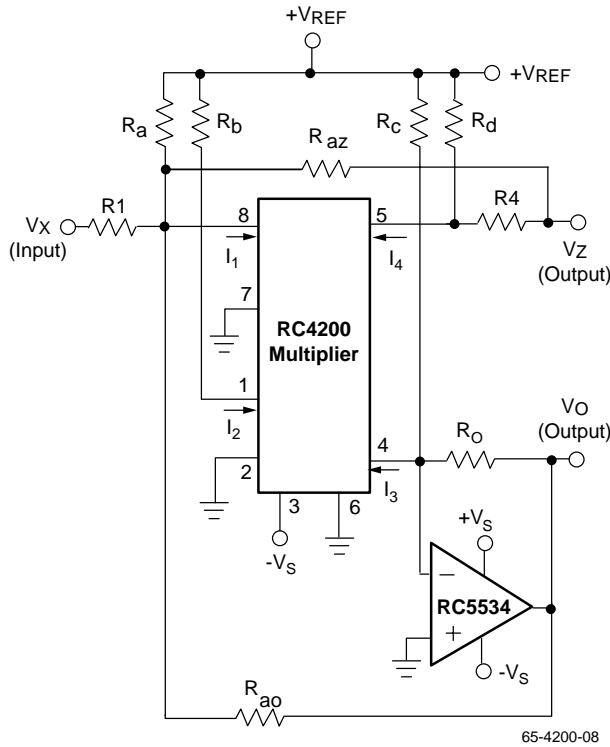 +VREF
+VREF
Ra
Rb
Rc
Rd
Raz
R1
R4
VX
(Input)
8
5
I1
I4
VZ
(Output)
7
RC4200
Multiplier
1
I2
VO
(Output)
4
RO
2
I3
3
6
-VS
+VS
−
RC5534
+
-VS
Rao
65-4200-08